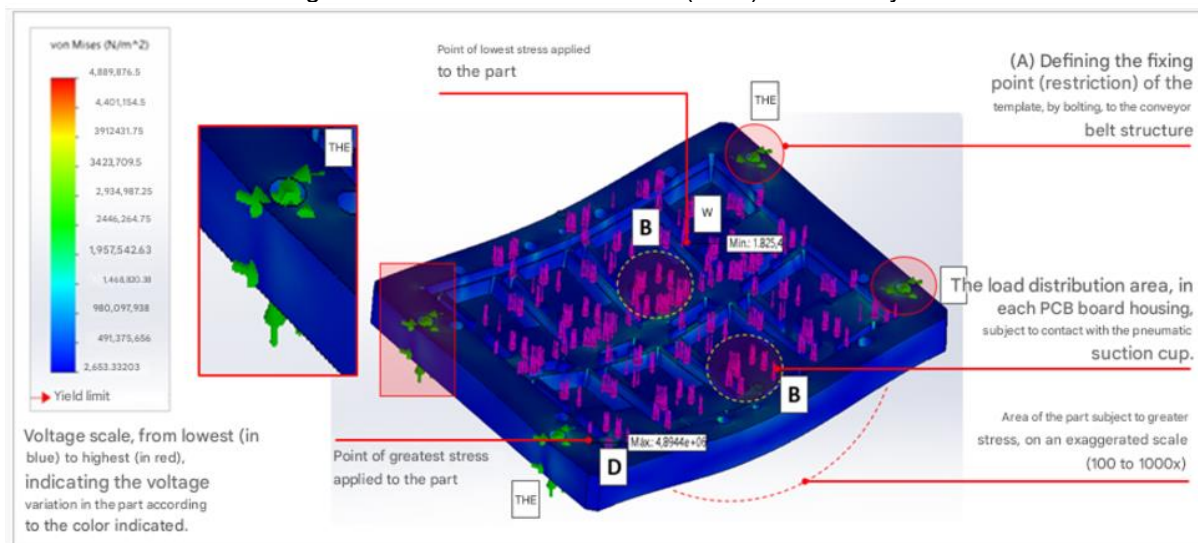 von Mises (N/m^2)
4,889,876.5
4,401,154.5
3912431.75
3423,709.5
2,934,987.25
2446,264.75
1,957,542.63
1,468,820.38
980,097,938
491,375,656
2,653.33203
Yield limit
Voltage scale, from lowest (in
blue) to highest (in red),
indicating the voltage
variation in the part according
to the color indicated.
THE
Point of lowest stress applied
to the part
THE
W
B
Min.: 1.825,4
B
Máx.: 4,8944e+06
D
Point of greatest stress
applied to the part
THE
(A) Defining the fixing
point (restriction) of the
template, by bolting, to the conveyor
belt structure
The load distribution area, in
each PCB board housing,
subject to contact with the pneumatic
suction cup.
Area of the part subject to greater
stress, on an exaggerated scale
(100 to 1000x)